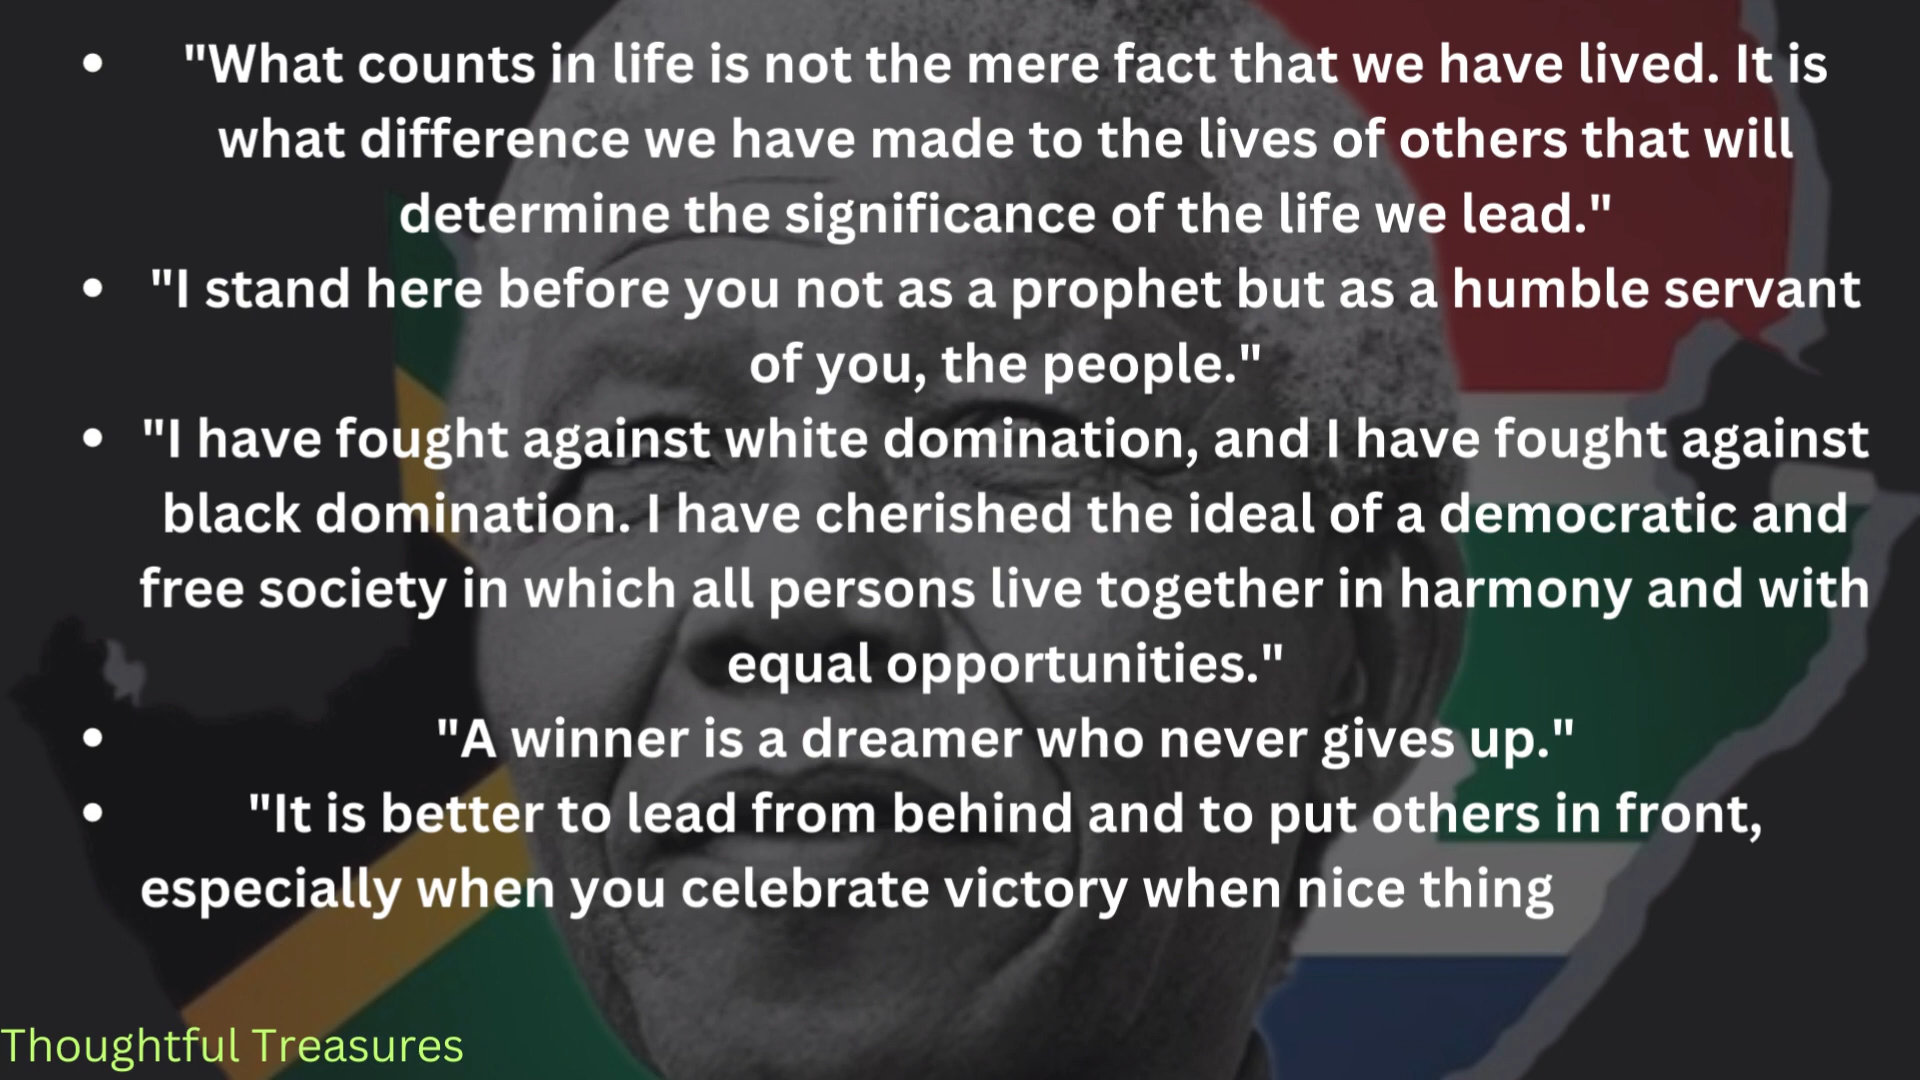 • "What counts in life is not the mere fact that we have lived. It is
what difference we have made to the lives of others that will
determine the significance of the life we lead."
• "I stand here before you not as a prophet but as a humble servant
of you, the people."
• "I have fought against white domination, and I have fought against
black domination. I have cherished the ideal of a democratic and
free society in which all persons live together in harmony and with
equal opportunities."
• "A winner is a dreamer who never gives up."
• "It is better to lead from behind and to put others in front,
especially when you celebrate victory when nice thing
Thoughtful Treasures